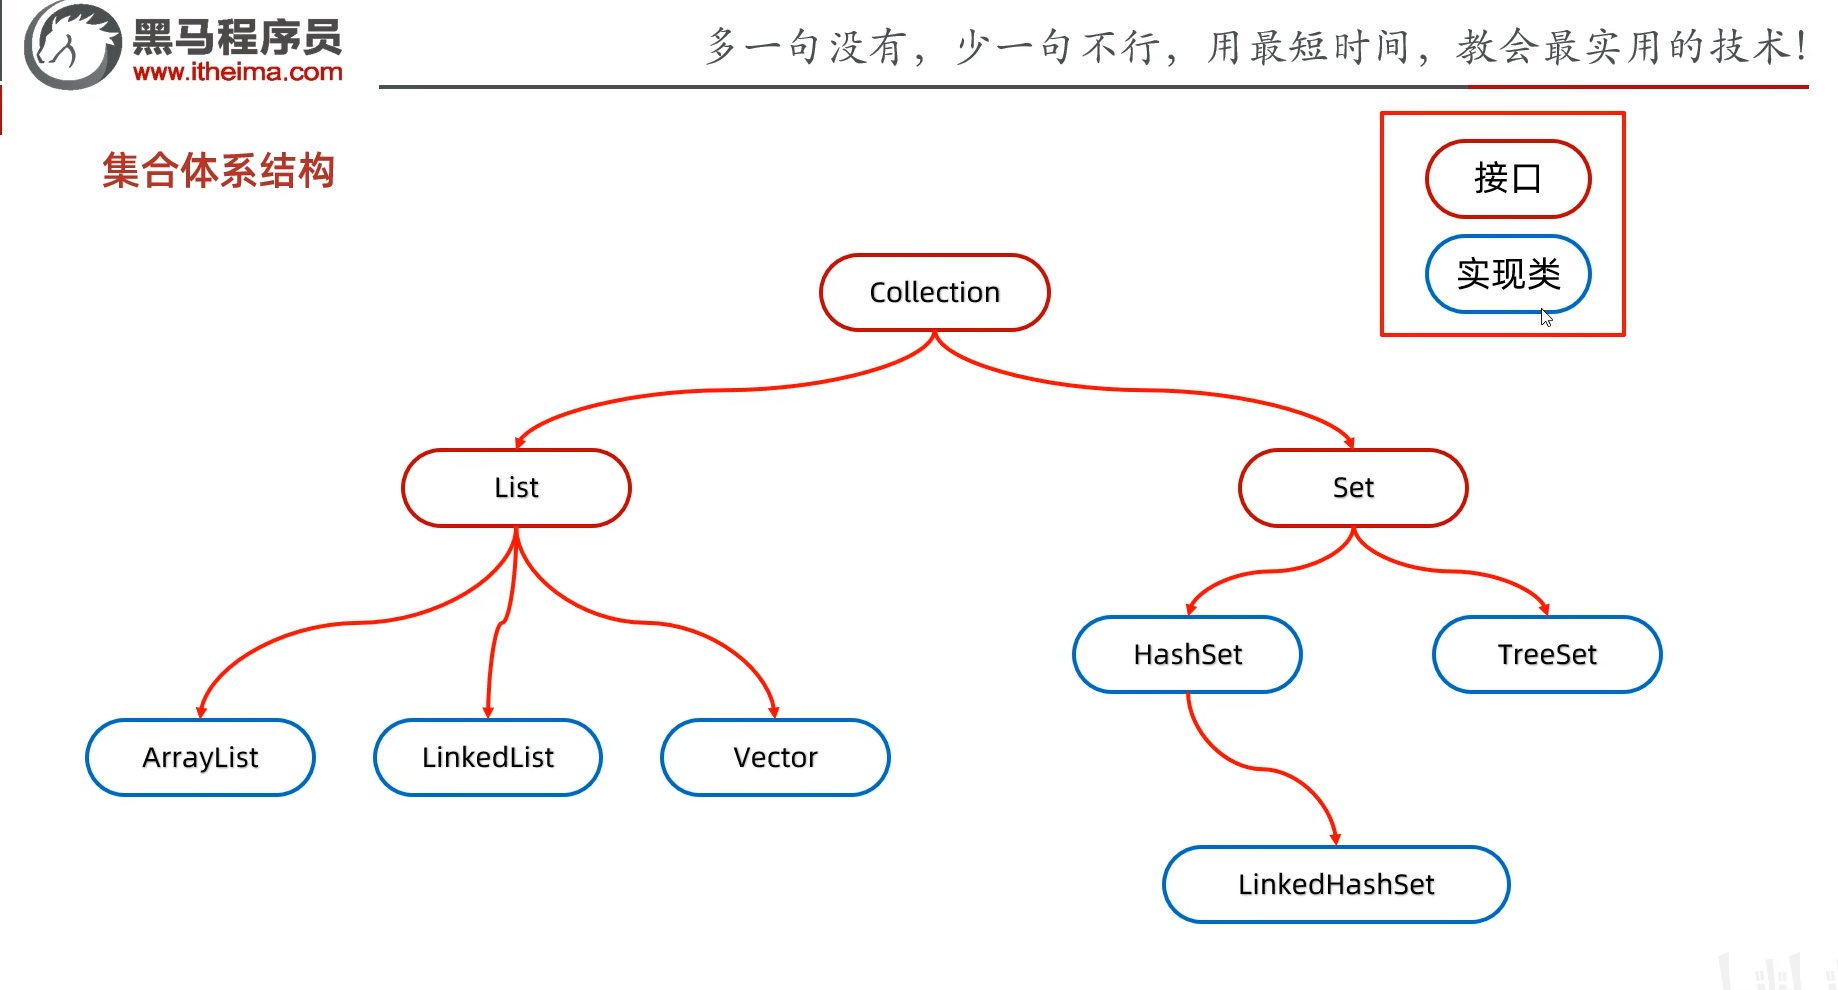 黑马程序员
www.itheima.com
多一句没有，少一句不行，用最短时间，教会最实用的技术！
集合体系结构
接口
实现类
Collection
List
Set
HashSet
TreeSet
ArrayList
LinkedList
Vector
LinkedHashSet